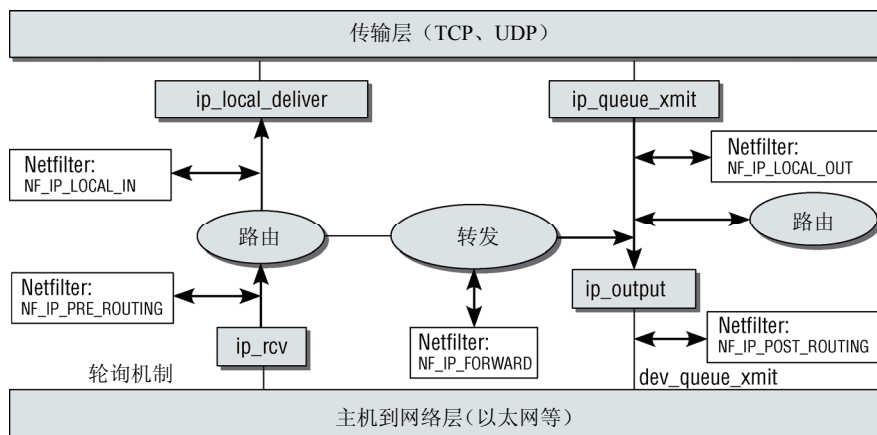 传输层（TCP、UDP）
ip_local_deliver
ip_queue_xmit
Netfilter:
NF_IP_LOCAL_IN
Netfilter:
NF_IP_LOCAL_OUT
路由
转发
路由
Netfilter:
NF_IP_PRE_ROUTING
ip_output
ip_rcv
Netfilter:
NF_IP_FORWARD
Netfilter:
NF_IP_POST_ROUTING
轮询机制
dev_queue_xmit
主机到网络层（以太网等）